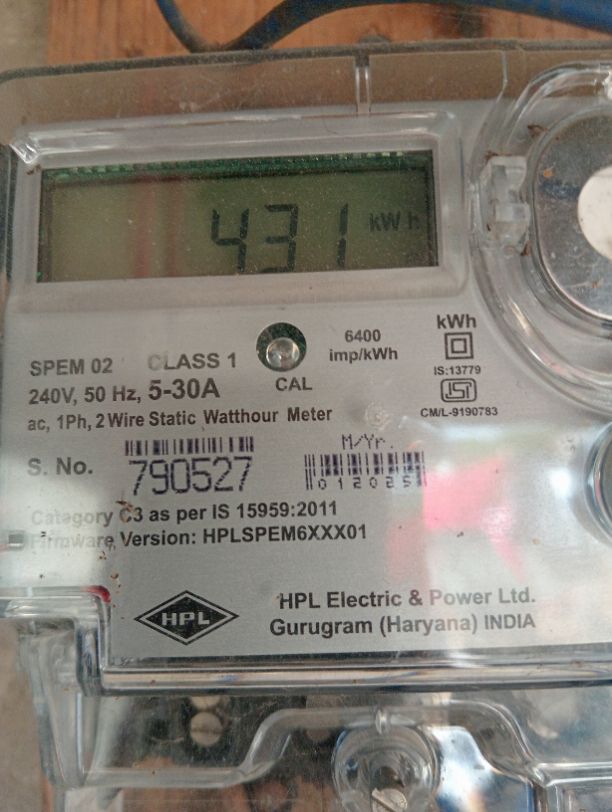 431 kWh
SPEM 02 CLASS 1
240V, 50 Hz, 5-30A
ac, 1Ph, 2 Wire Static Watthour Meter
CAL
6400
imp/kWh
kWh
IS:13779
ISI
CM/L-9190783
S. No.
790527
M/Yr.
012025
Category C3 as per IS 15959:2011
Firmware Version: HPLSPEM6XXX01
HPL
HPL Electric & Power Ltd.
Gurugram (Haryana) INDIA